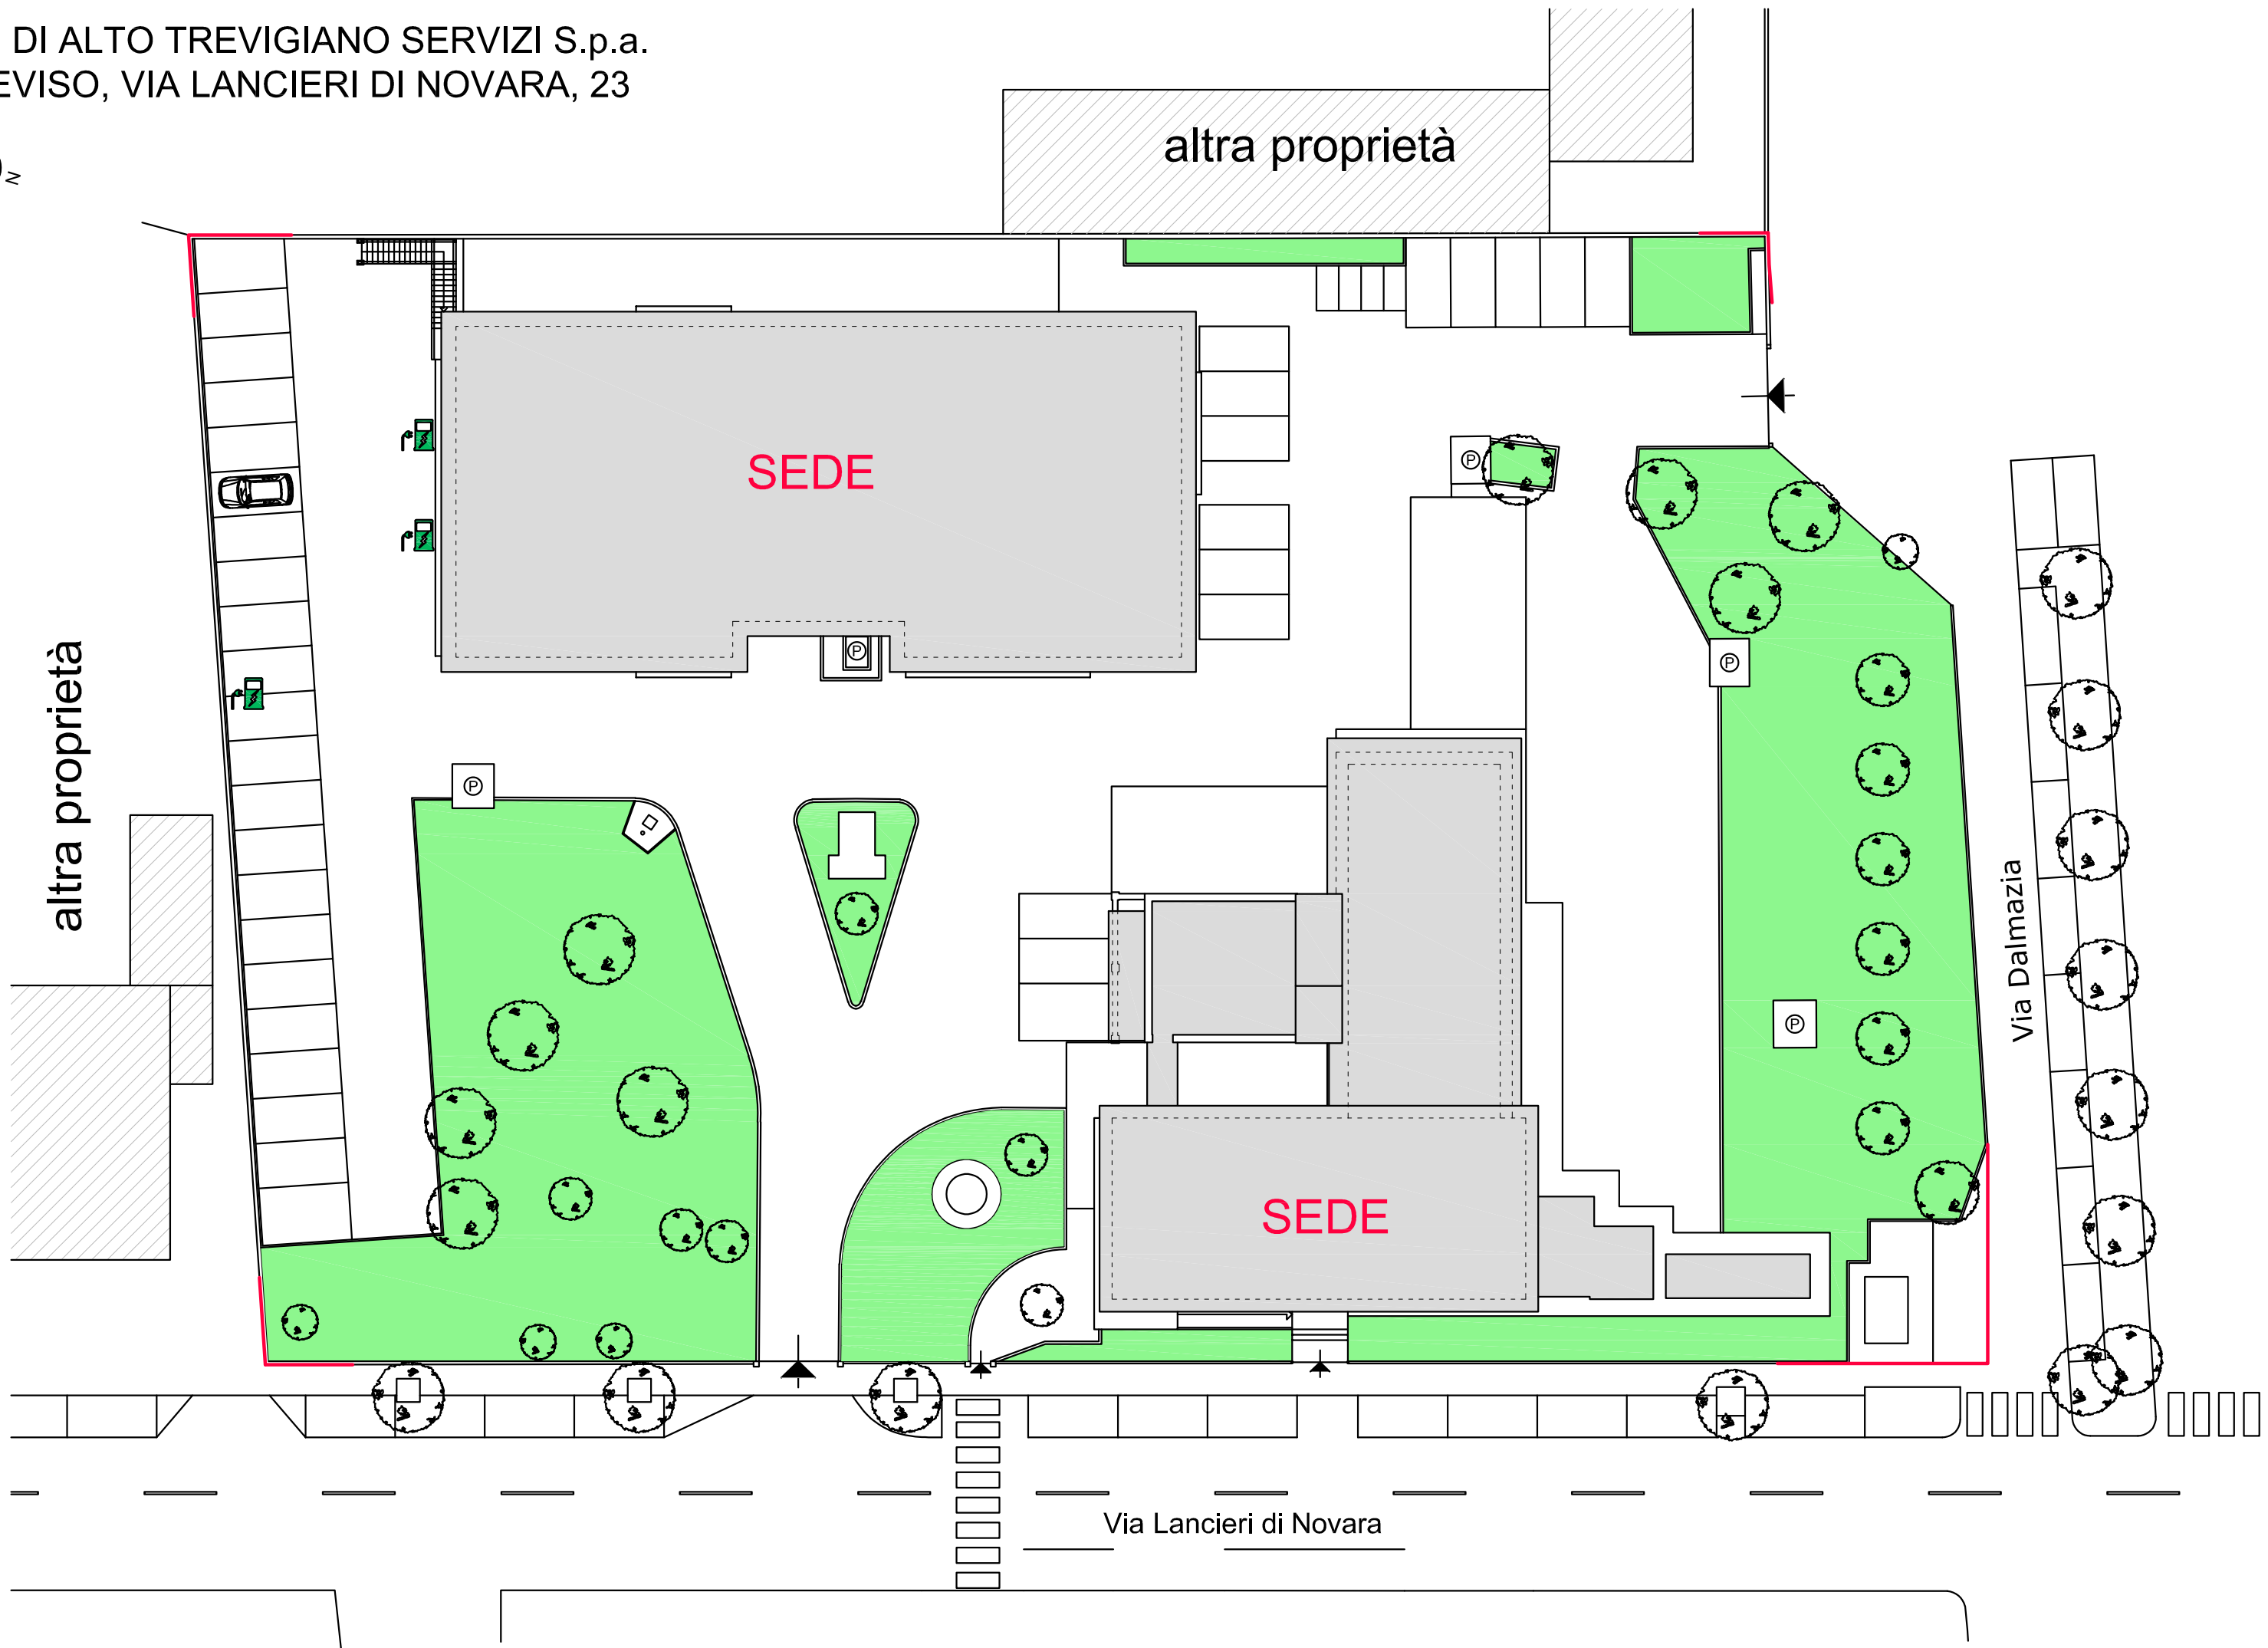 DI ALTO TREVIGIANO SERVIZI S.p.a.
EVISO, VIA LANCIERI DI NOVARA, 23
N
altra proprietà
SEDE
P
P
P
P
altra proprietà
P
Via Dalmazia
SEDE
Via Lancieri di Novara